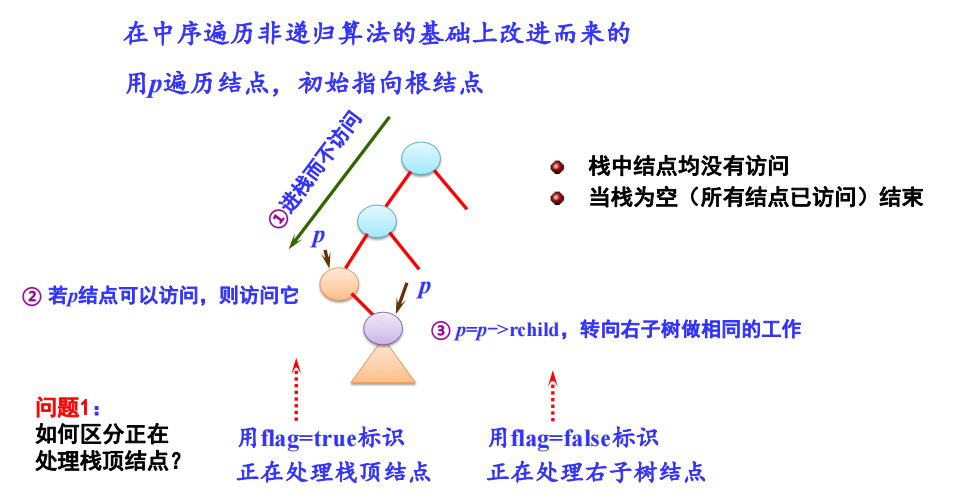 在中序遍历非递归算法的基础上改进而来的
用p遍历结点，初始指向根结点
①进栈而不访问
栈中结点均没有访问
当栈为空（所有结点已访问）结束
p
p
② 若p结点可以访问，则访问它
③ p=p->rchild，转向右子树做相同的工作
问题1：
如何区分正在
处理栈顶结点？
用flag=true标识
正在处理栈顶结点
用flag=false标识
正在处理右子树结点